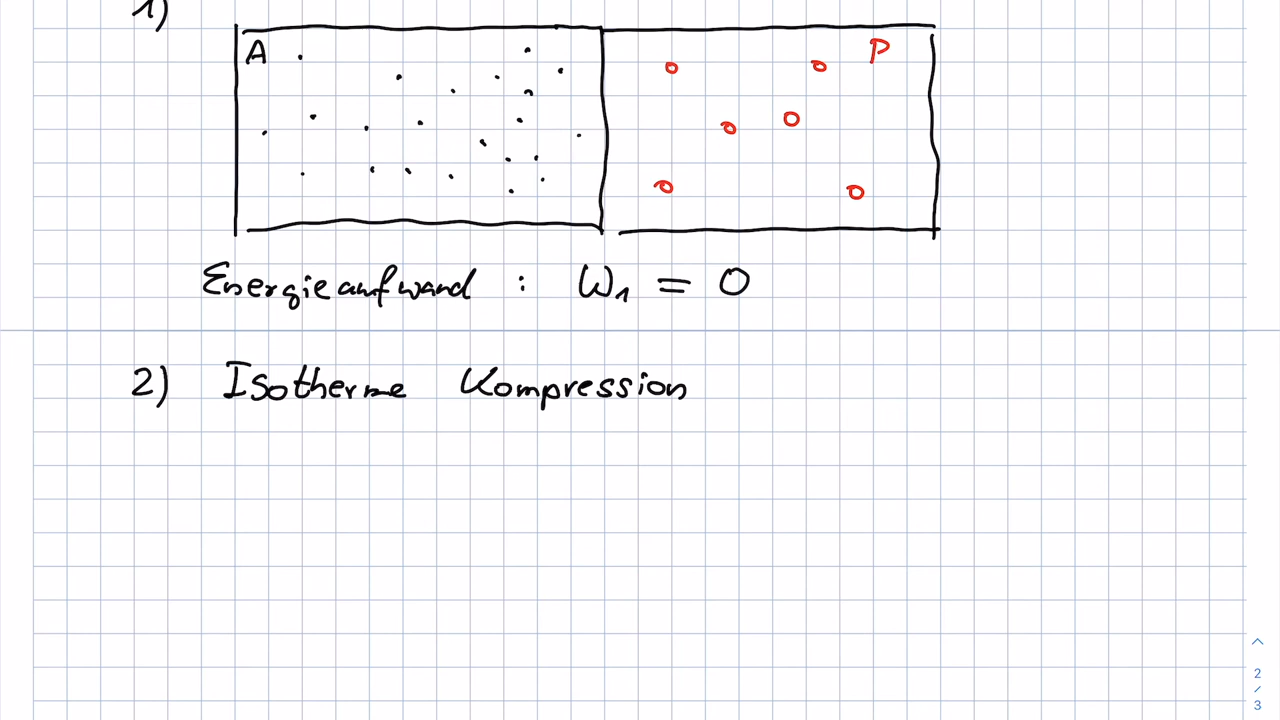 1)
A P
Energieaufwand : W₁ = 0
2) Isotherme Kompression
2
/
3